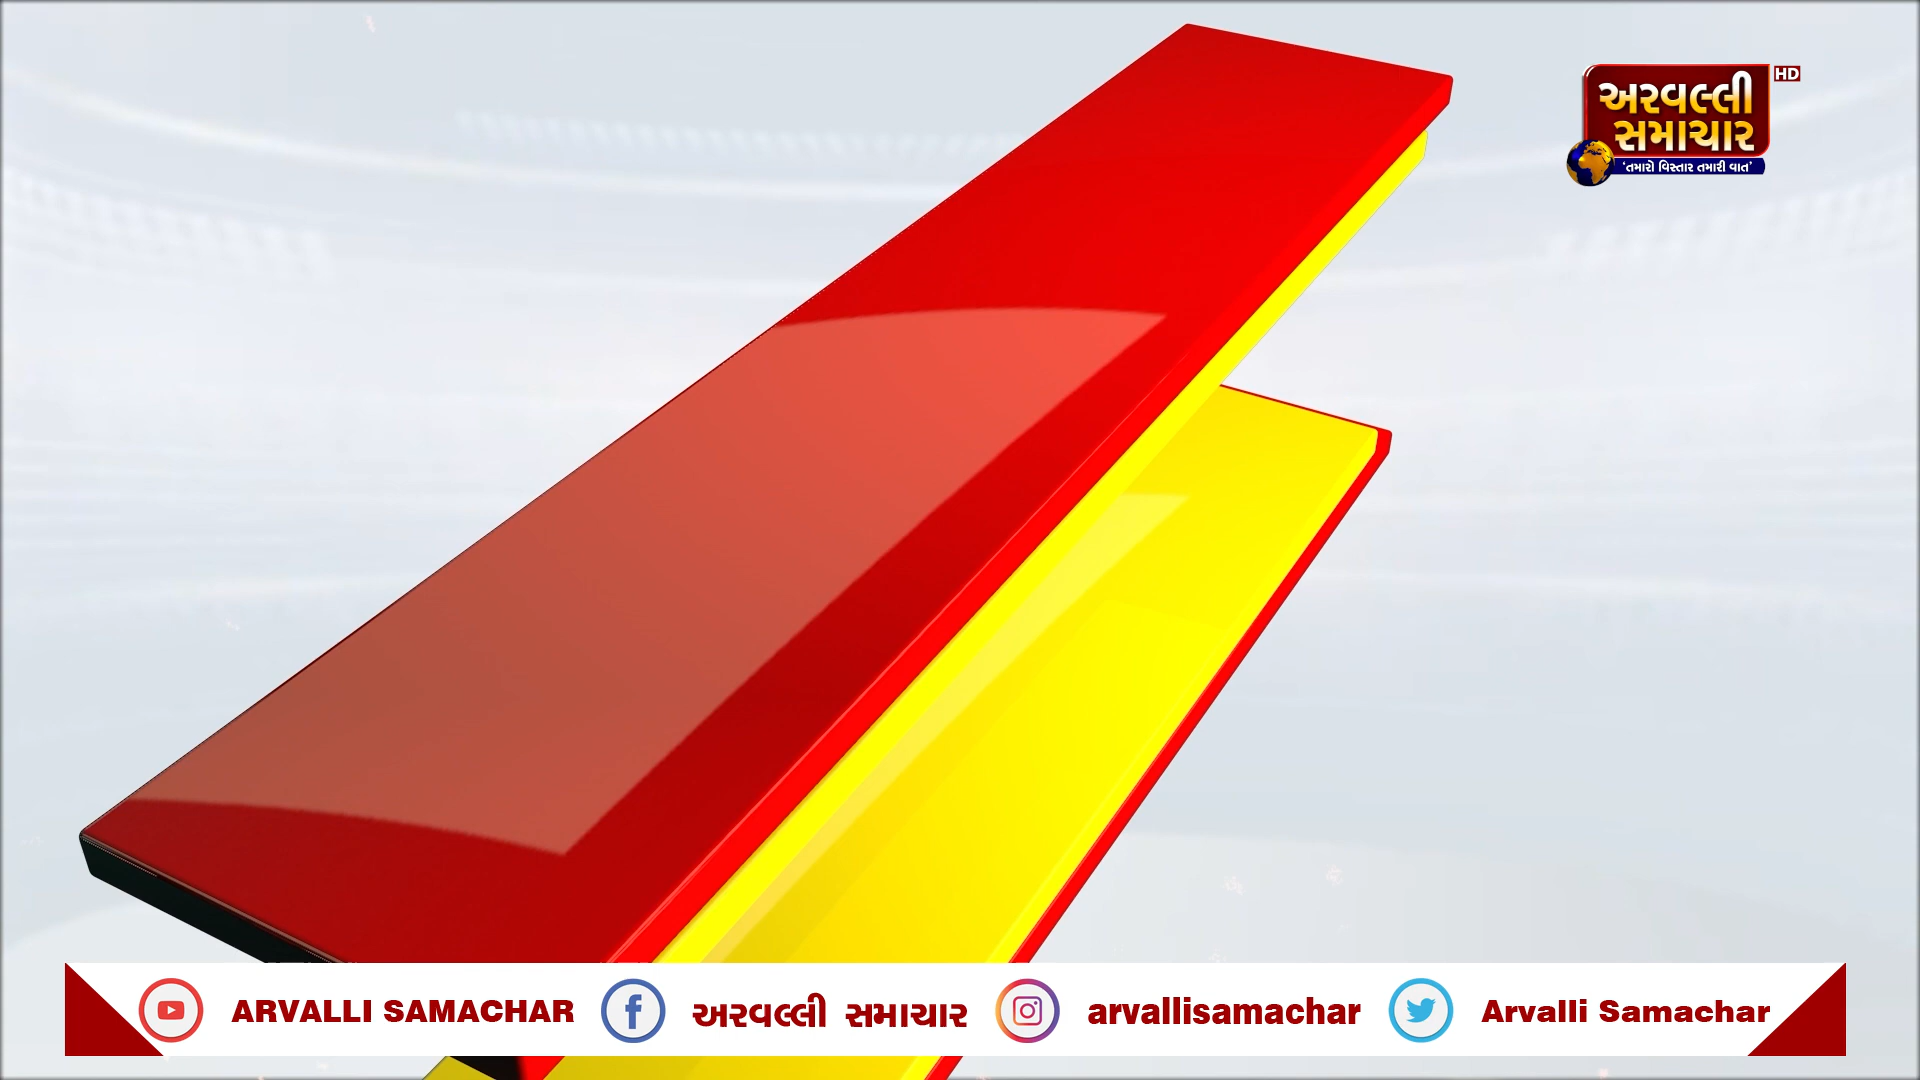 અરવલ્લી HD
સમાચાર
'તમારો વિસ્તાર તમારી વાત'
ARVALLI SAMACHAR અરવલ્લી સમાચાર arvallisamachar Arvalli Samachar